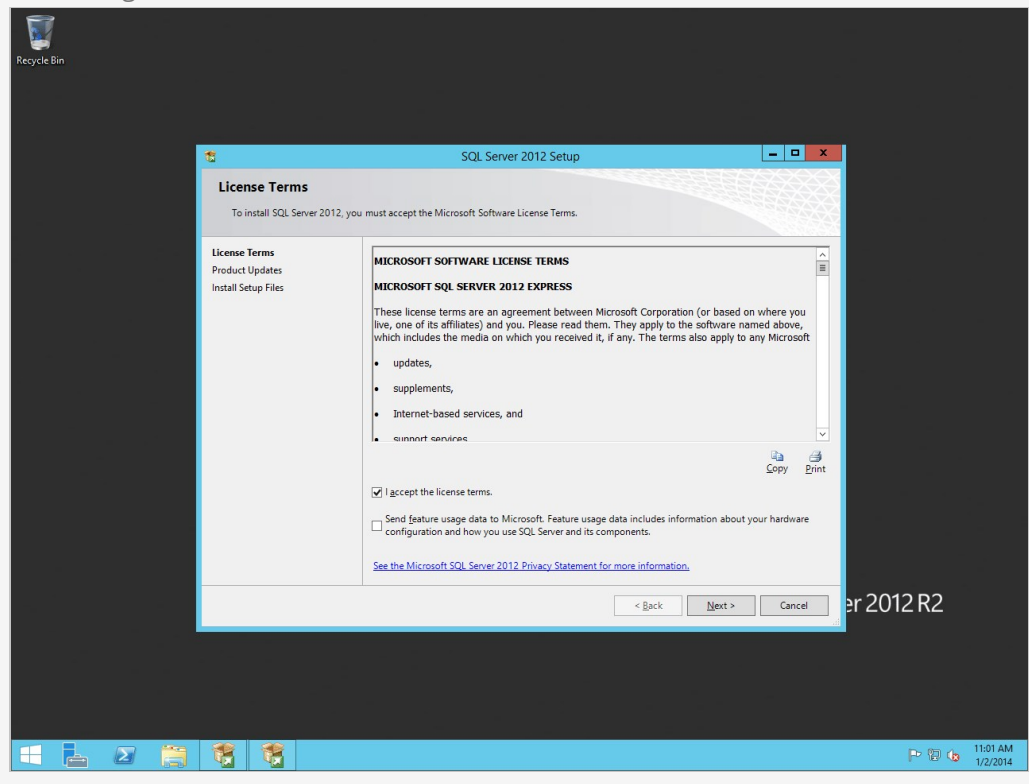 Recycle Bin
SQL Server 2012 Setup
License Terms
To install SQL Server 2012, you must accept the Microsoft Software License Terms.
License Terms
Product Updates
Install Setup Files
MICROSOFT SOFTWARE LICENSE TERMS
MICROSOFT SQL SERVER 2012 EXPRESS
These license terms are an agreement between Microsoft Corporation (or based on where you
live, one of its affiliates) and you. Please read them. They apply to the software named above,
which includes the media on which you received it, if any. The terms also apply to any Microsoft
• updates,
• supplements,
• Internet-based services, and
• support services
Copy Print
I accept the license terms.
Send feature usage data to Microsoft. Feature usage data includes information about your hardware
configuration and how you use SQL Server and its components.
See the Microsoft SQL Server 2012 Privacy Statement for more information.
< Back Next > Cancel
er 2012 R2
11:01 AM
1/2/2014